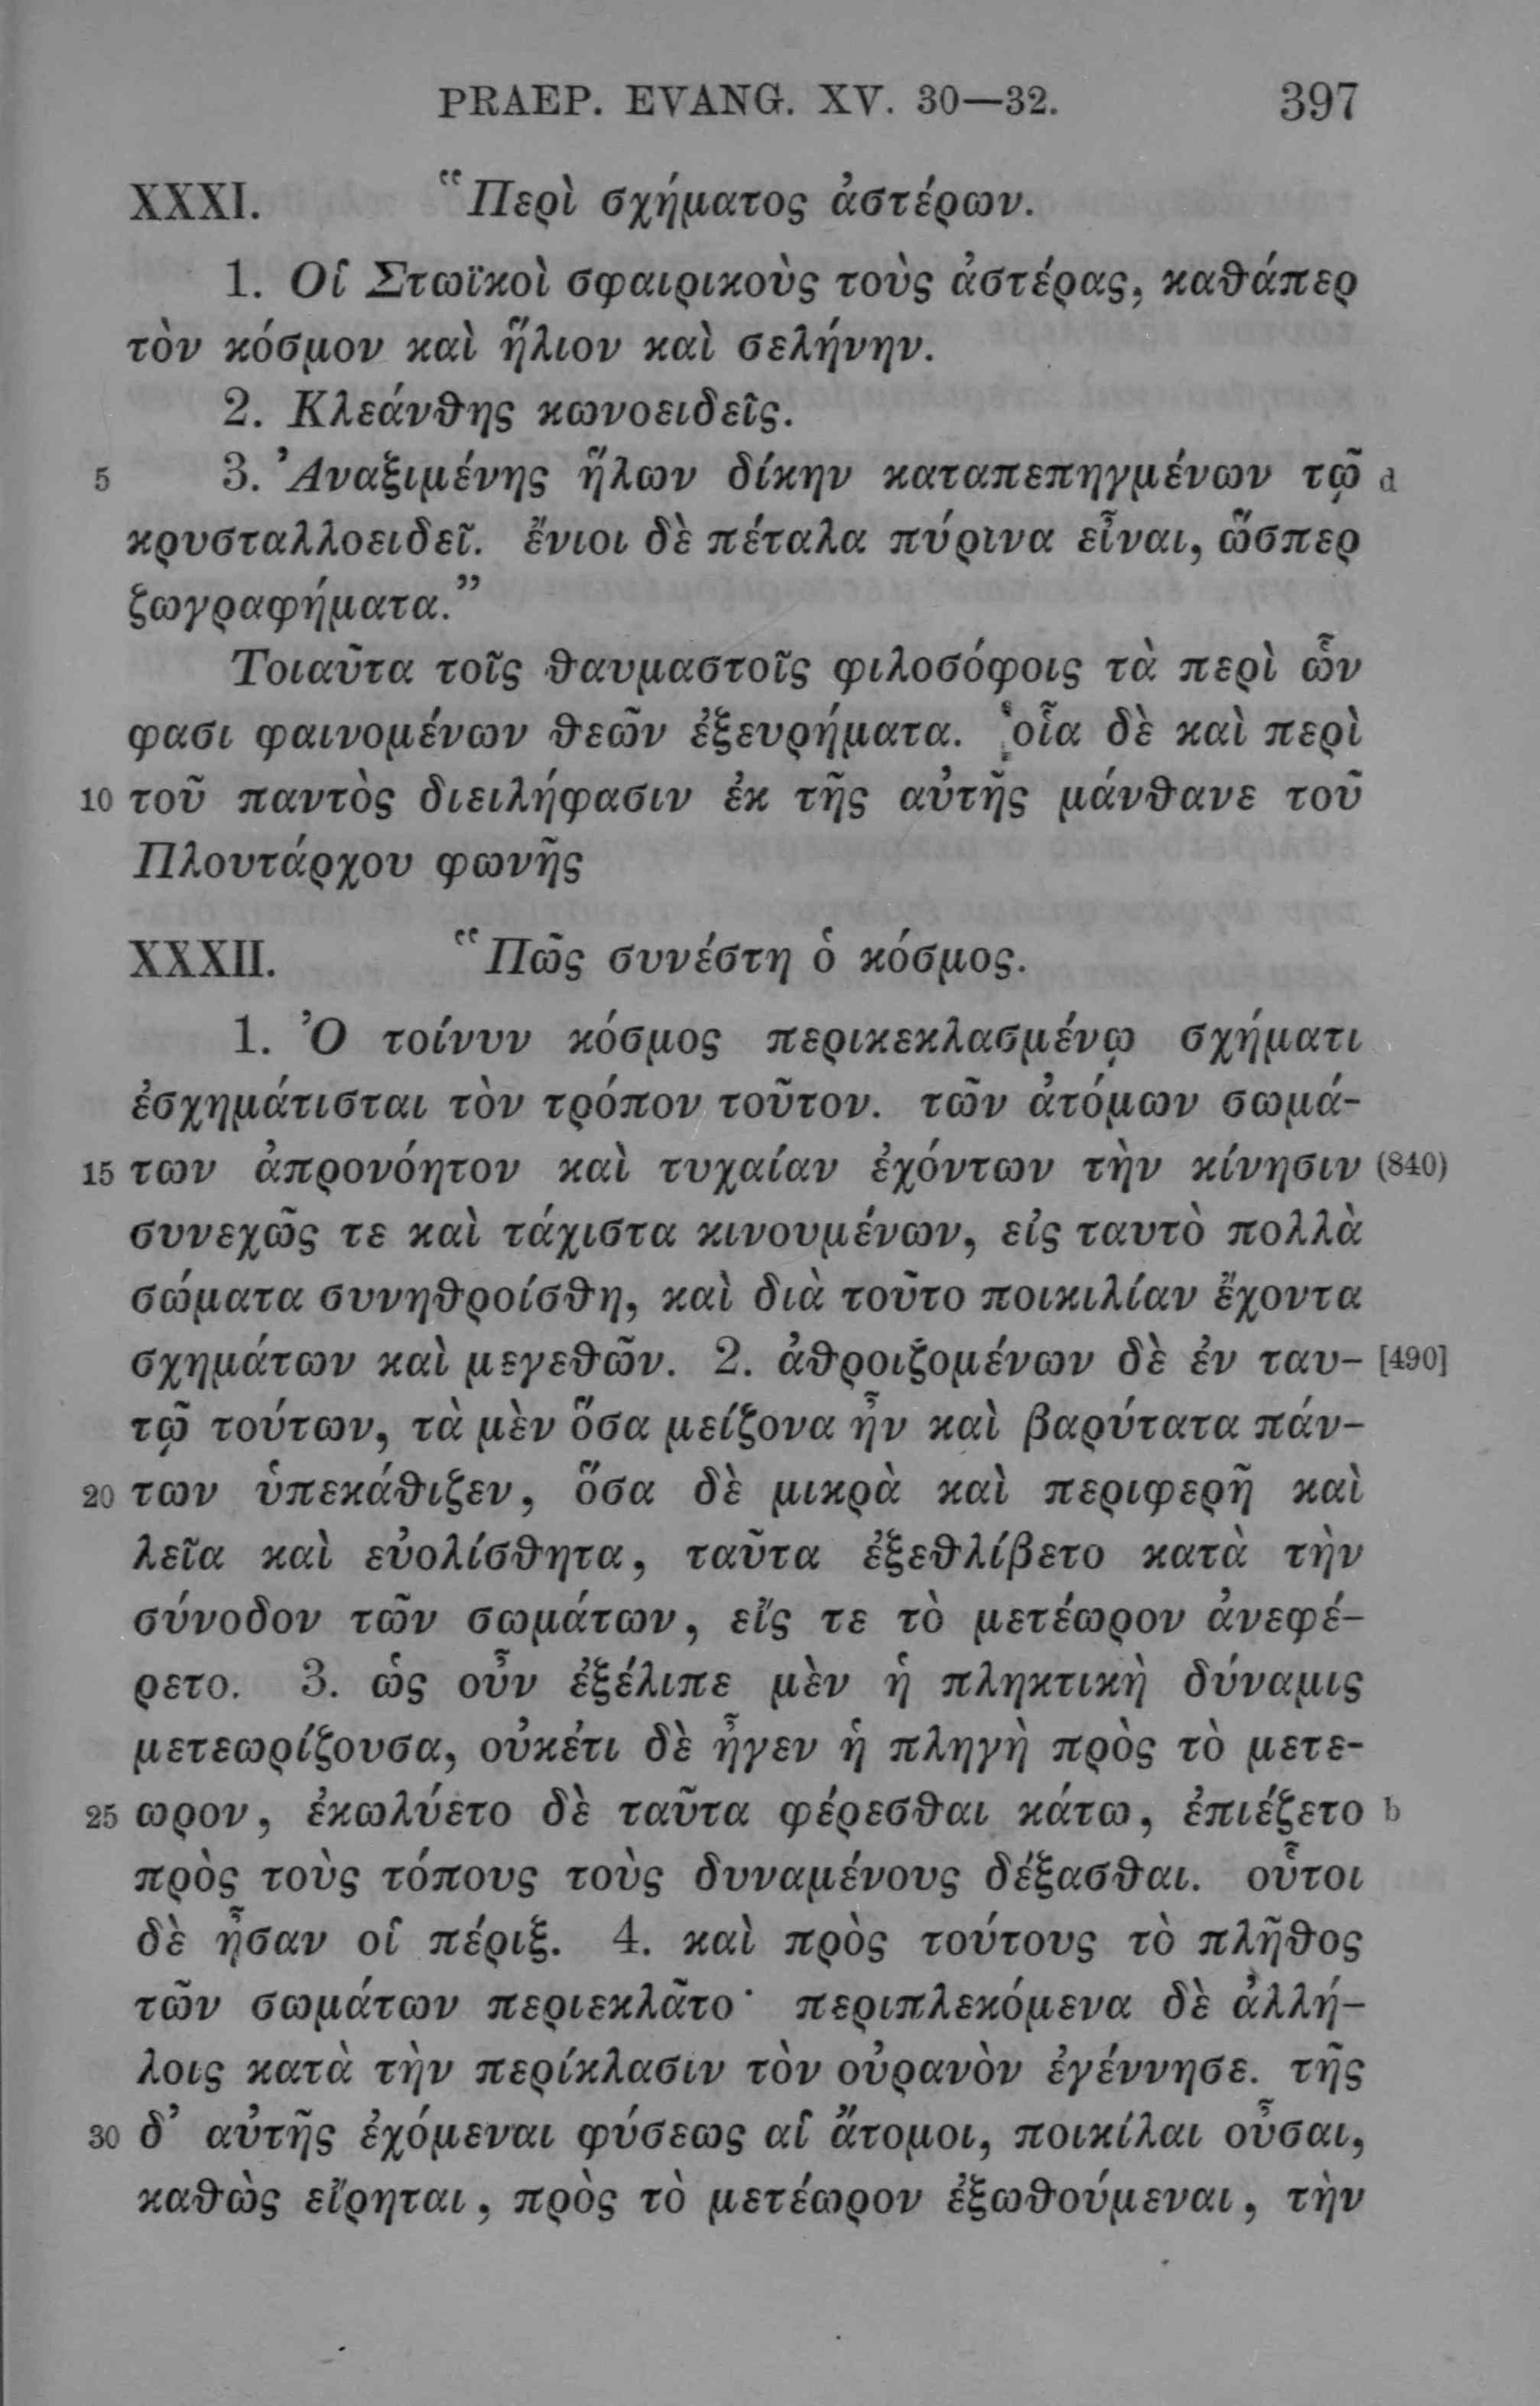 PRAEP. EVANG. XV. 30—32. 397
XXXI. “Περὶ σχήματος ἀστέρων.
1. Οἱ Στωϊκοὶ σφαιρικοὺς τοὺς ἀστέρας, καθάπερ
τὸν κόσμον καὶ ἥλιον καὶ σελήνην.
2. Κλεάνθης κωνοειδεῖς.
5 3. Ἀναξιμένης ἥλων δίκην καταπεπηγμένων τῷ d
κρυσταλλοειδεῖ. ἔνιοι δὲ πέταλα πύρινα εἶναι, ὥσπερ
ζωγραφήματα.”
Τοιαῦτα τοῖς θαυμαστοῖς φιλοσόφοις τὰ περὶ ὧν
φασι φαινομένων θεῶν ἐξευρήματα. οἷα δὲ καὶ περὶ
10 τοῦ παντὸς διειλήφασιν ἐκ τῆς αὐτῆς μάνθανε τοῦ
Πλουτάρχου φωνῆς
XXXII. “Πῶς συνέστη ὁ κόσμος.
1. Ὀ τοίνυν κόσμος περικεκλασμένῳ σχήματι
ἐσχημάτισται τὸν τρόπον τοῦτον. τῶν ἀτόμων σωμά-
15 των ἀπρονόητον καὶ τυχαίαν ἐχόντων τὴν κίνησιν (840)
συνεχῶς τε καὶ τάχιστα κινουμένων, εἰς ταυτὸ πολλὰ
σώματα συνηθροίσθη, καὶ διὰ τοῦτο ποικιλίαν ἔχοντα
σχημάτων καὶ μεγεθῶν. 2. ἀθροιζομένων δὲ ἐν ταυ- [490]
τῷ τούτων, τὰ μὲν ὅσα μείζονα ἦν καὶ βαρύτατα πάν-
20 των ὑπεκάθιζεν, ὅσα δὲ μικρὰ καὶ περιφερῆ καὶ
λεῖα καὶ εὐολίσθητα, ταῦτα ἐξεθλίβετο κατὰ τὴν
σύνοδον τῶν σωμάτων, εἴς τε τὸ μετέωρον ἀνεφέ-
ρετο. 3. ὡς οὖν ἐξέλιπε μὲν ἡ πληκτικὴ δύναμις
μετεωρίζουσα, οὐκέτι δὲ ἦγεν ἡ πληγὴ πρὸς τὸ μετε-
25 ωρον, ἐκωλύετο δὲ ταῦτα φέρεσθαι κάτω, ἐπιέζετο b
πρὸς τοὺς τόπους τοὺς δυναμένους δέξασθαι. οὗτοι
δὲ ἦσαν οἱ πέριξ. 4. καὶ πρὸς τούτους τὸ πλῆθος
τῶν σωμάτων περιεκλᾶτο· περιπλεκόμενα δὲ ἀλλή-
λοις κατὰ τὴν περίκλασιν τὸν οὐρανὸν ἐγέννησε. τῆς
30 δ’ αὐτῆς ἐχόμεναι φύσεως αἱ ἄτομοι, ποικίλαι οὖσαι,
καθὼς εἴρηται, πρὸς τὸ μετέωρον ἐξωθούμεναι, τὴν